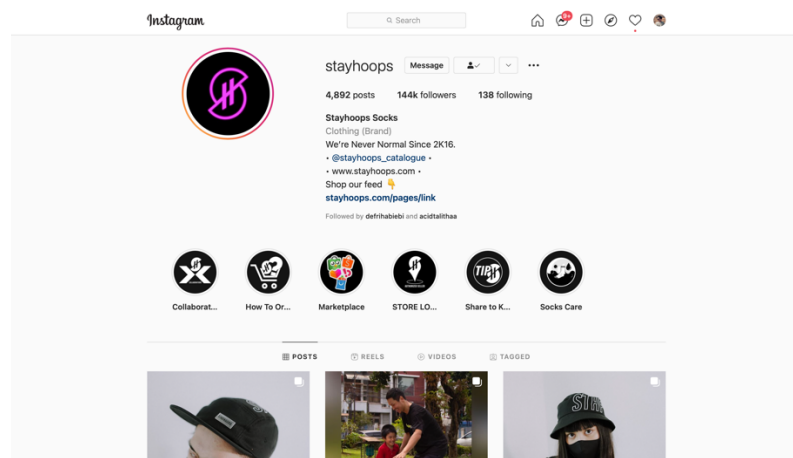 Instagram
Search
9+
stayhoops Message
4,892 posts 144k followers 138 following
Stayhoops Socks
Clothing (Brand)
We're Never Normal Since 2K16.
• @stayhoops_catalogue •
• www.stayhoops.com •
Shop our feed 👇
stayhoops.com/pages/link
Followed by defrihabiebi and acidtalithaa
TIPS
Collaborat... How To Or... Marketplace STORE LO... Share to K... Socks Care
POSTS REELS VIDEOS TAGGED